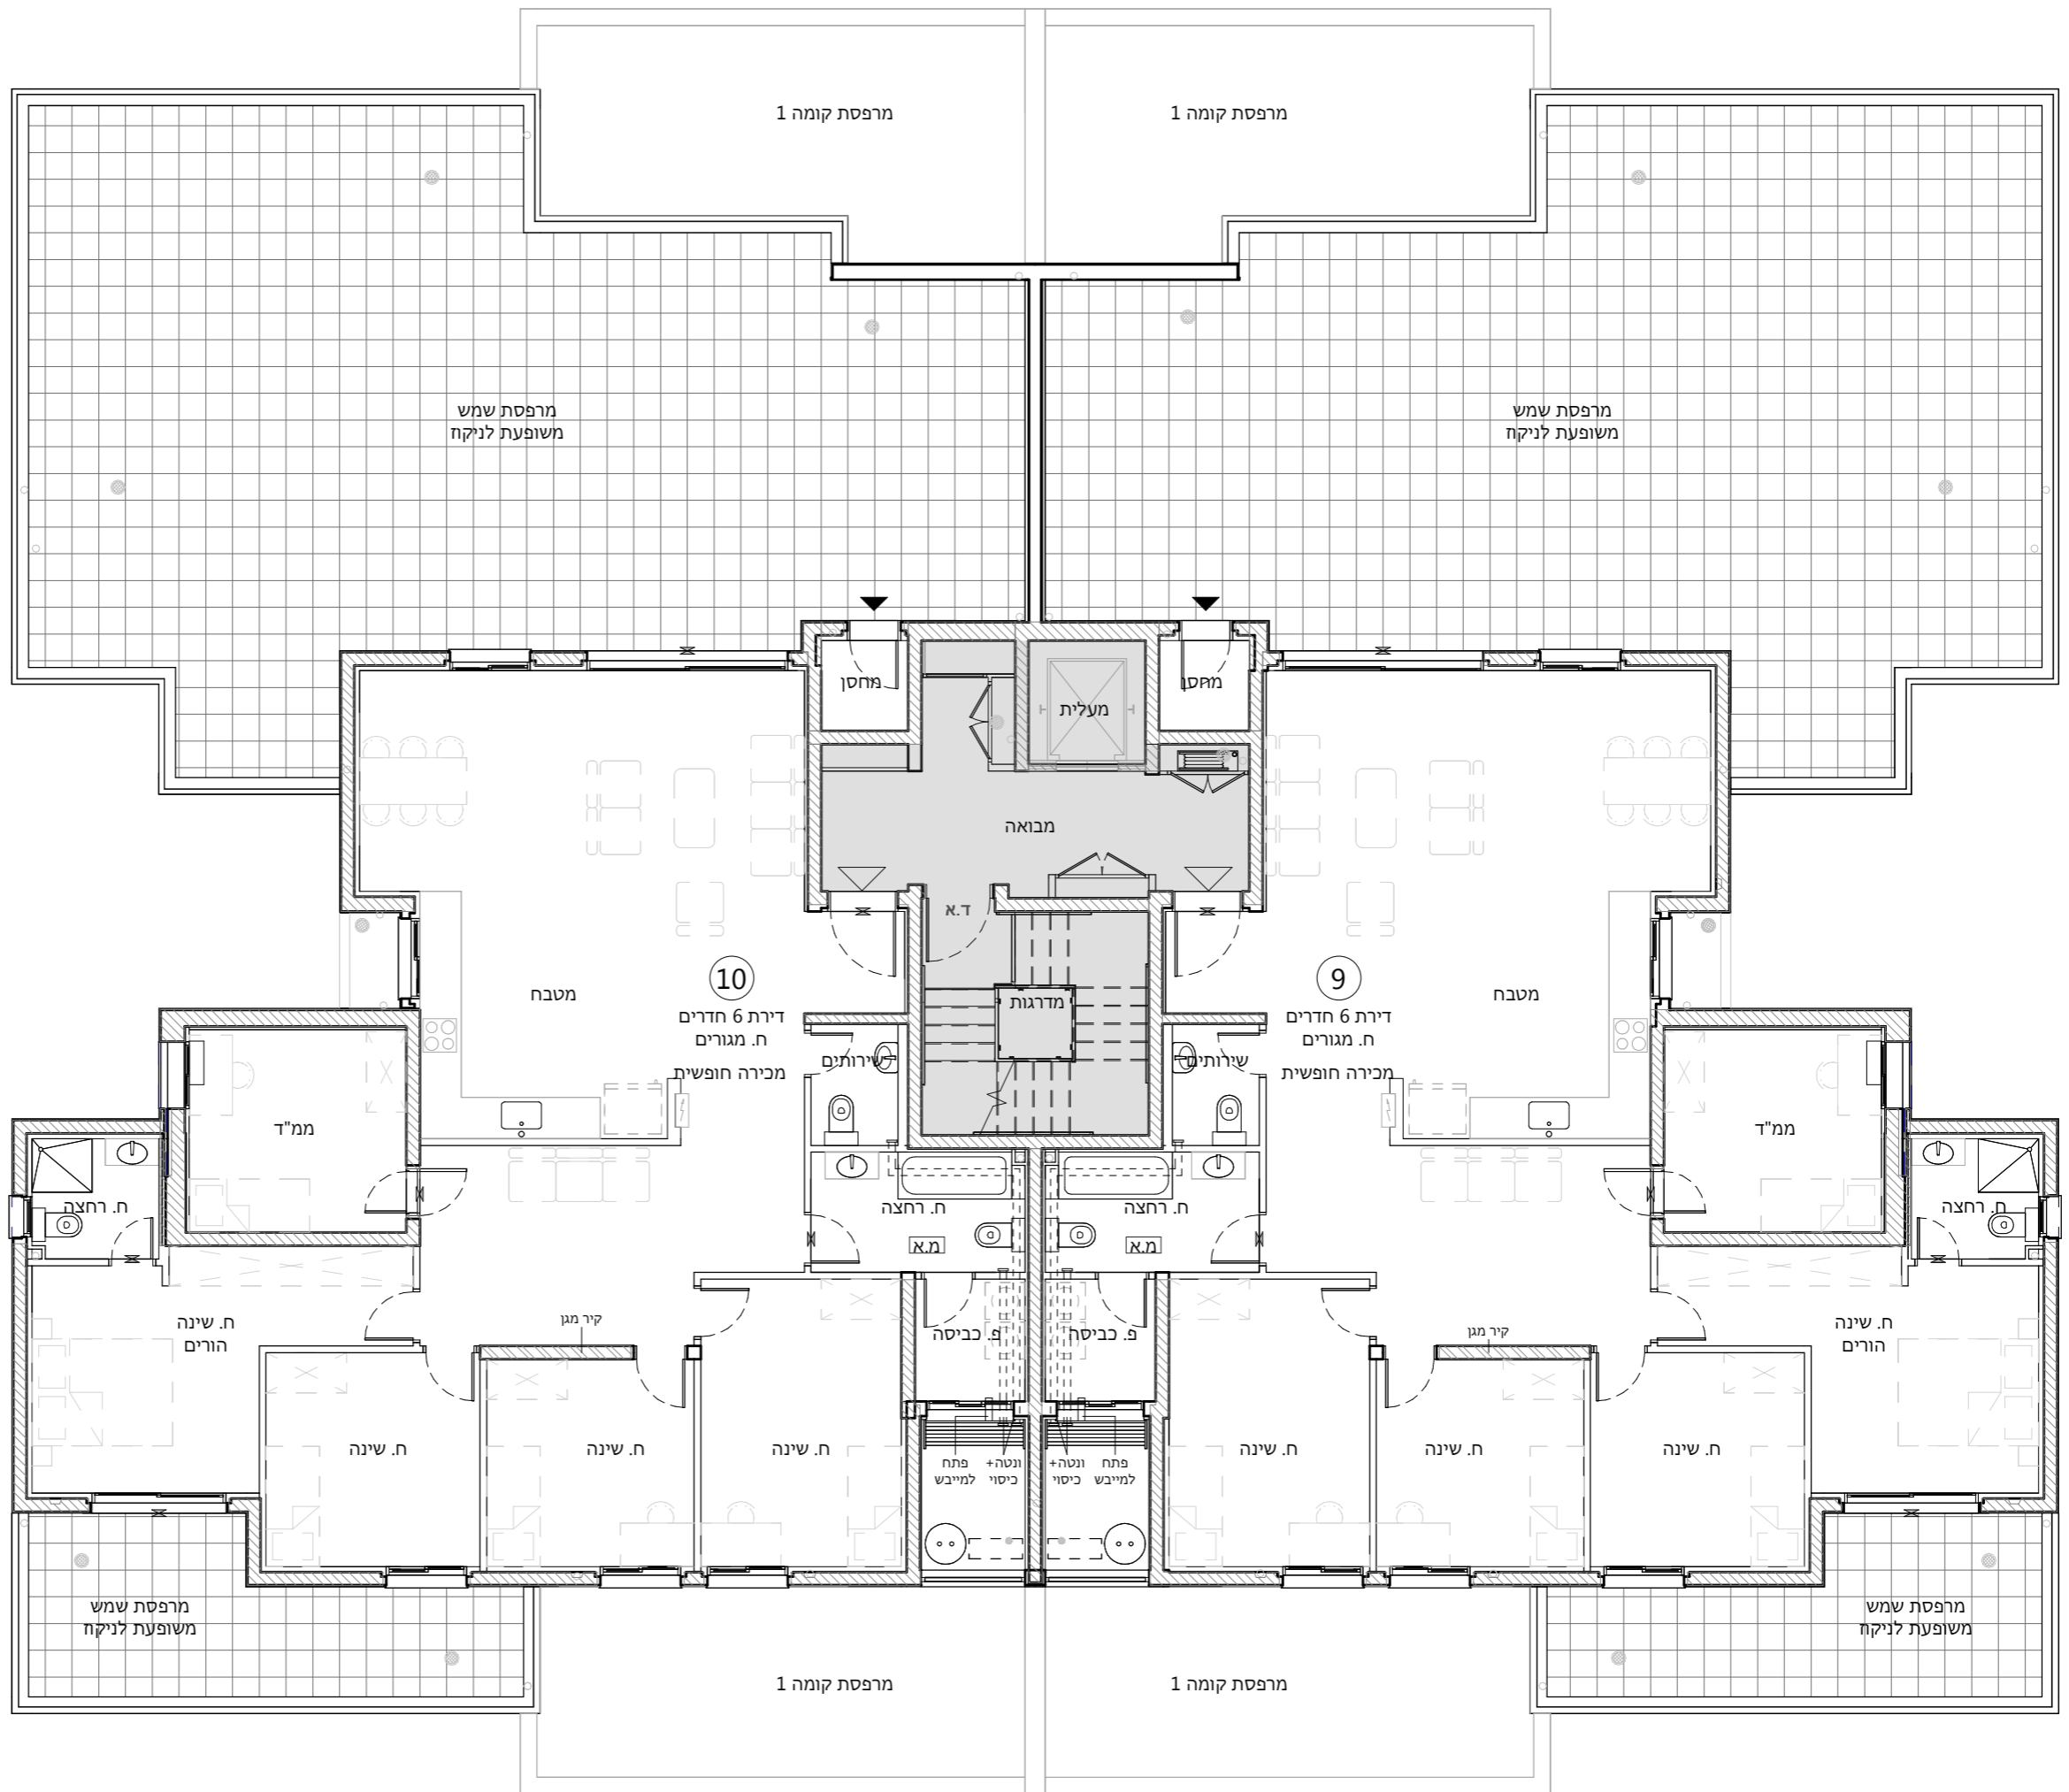 מרפסת קומה 1
מרפסת קומה 1
מרפסת שמש
משופעת לניקוז
מרפסת שמש
משופעת לניקוז
מחסן
מעלית
מחסן
מבואה
ד.א
9
דירת 6 חדרים
ח. מגורים
מכירה חופשית
מטבח
10
דירת 6 חדרים
ח. מגורים
מכירה חופשית
מטבח
מדרגות
שירותים
שירותים
ממ"ד
ממ"ד
ח. רחצה
ח. רחצה
ח. רחצה
ח. רחצה
מ.א
מ.א
ח. שינה
הורים
קיר מגן
פ. כביסה
פ. כביסה
קיר מגן
ח. שינה
הורים
ח. שינה
ח. שינה
ח. שינה
ח. שינה
ח. שינה
ח. שינה
פתח
למייבש
ונטה+
כיסוי
ונטה+
כיסוי
פתח
למייבש
מרפסת שמש
משופעת לניקוז
מרפסת שמש
משופעת לניקוז
מרפסת קומה 1
מרפסת קומה 1